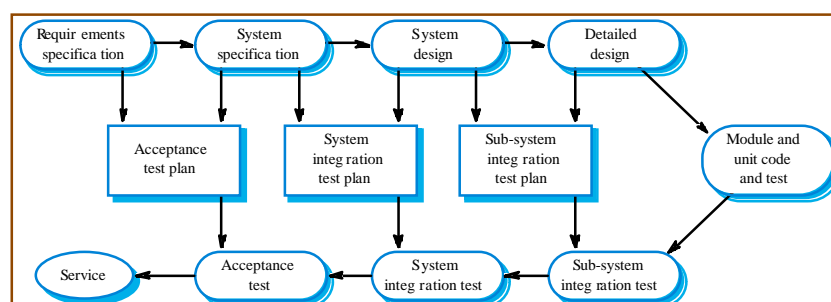 Requir ements
specifica tion
System
specifica tion
System
design
Detailed
design
Acceptance
test plan
System
integ ration
test plan
Sub-system
integ ration
test plan
Module and
unit code
and test
Service
Acceptance
test
System
integ ration test
Sub-system
integ ration test